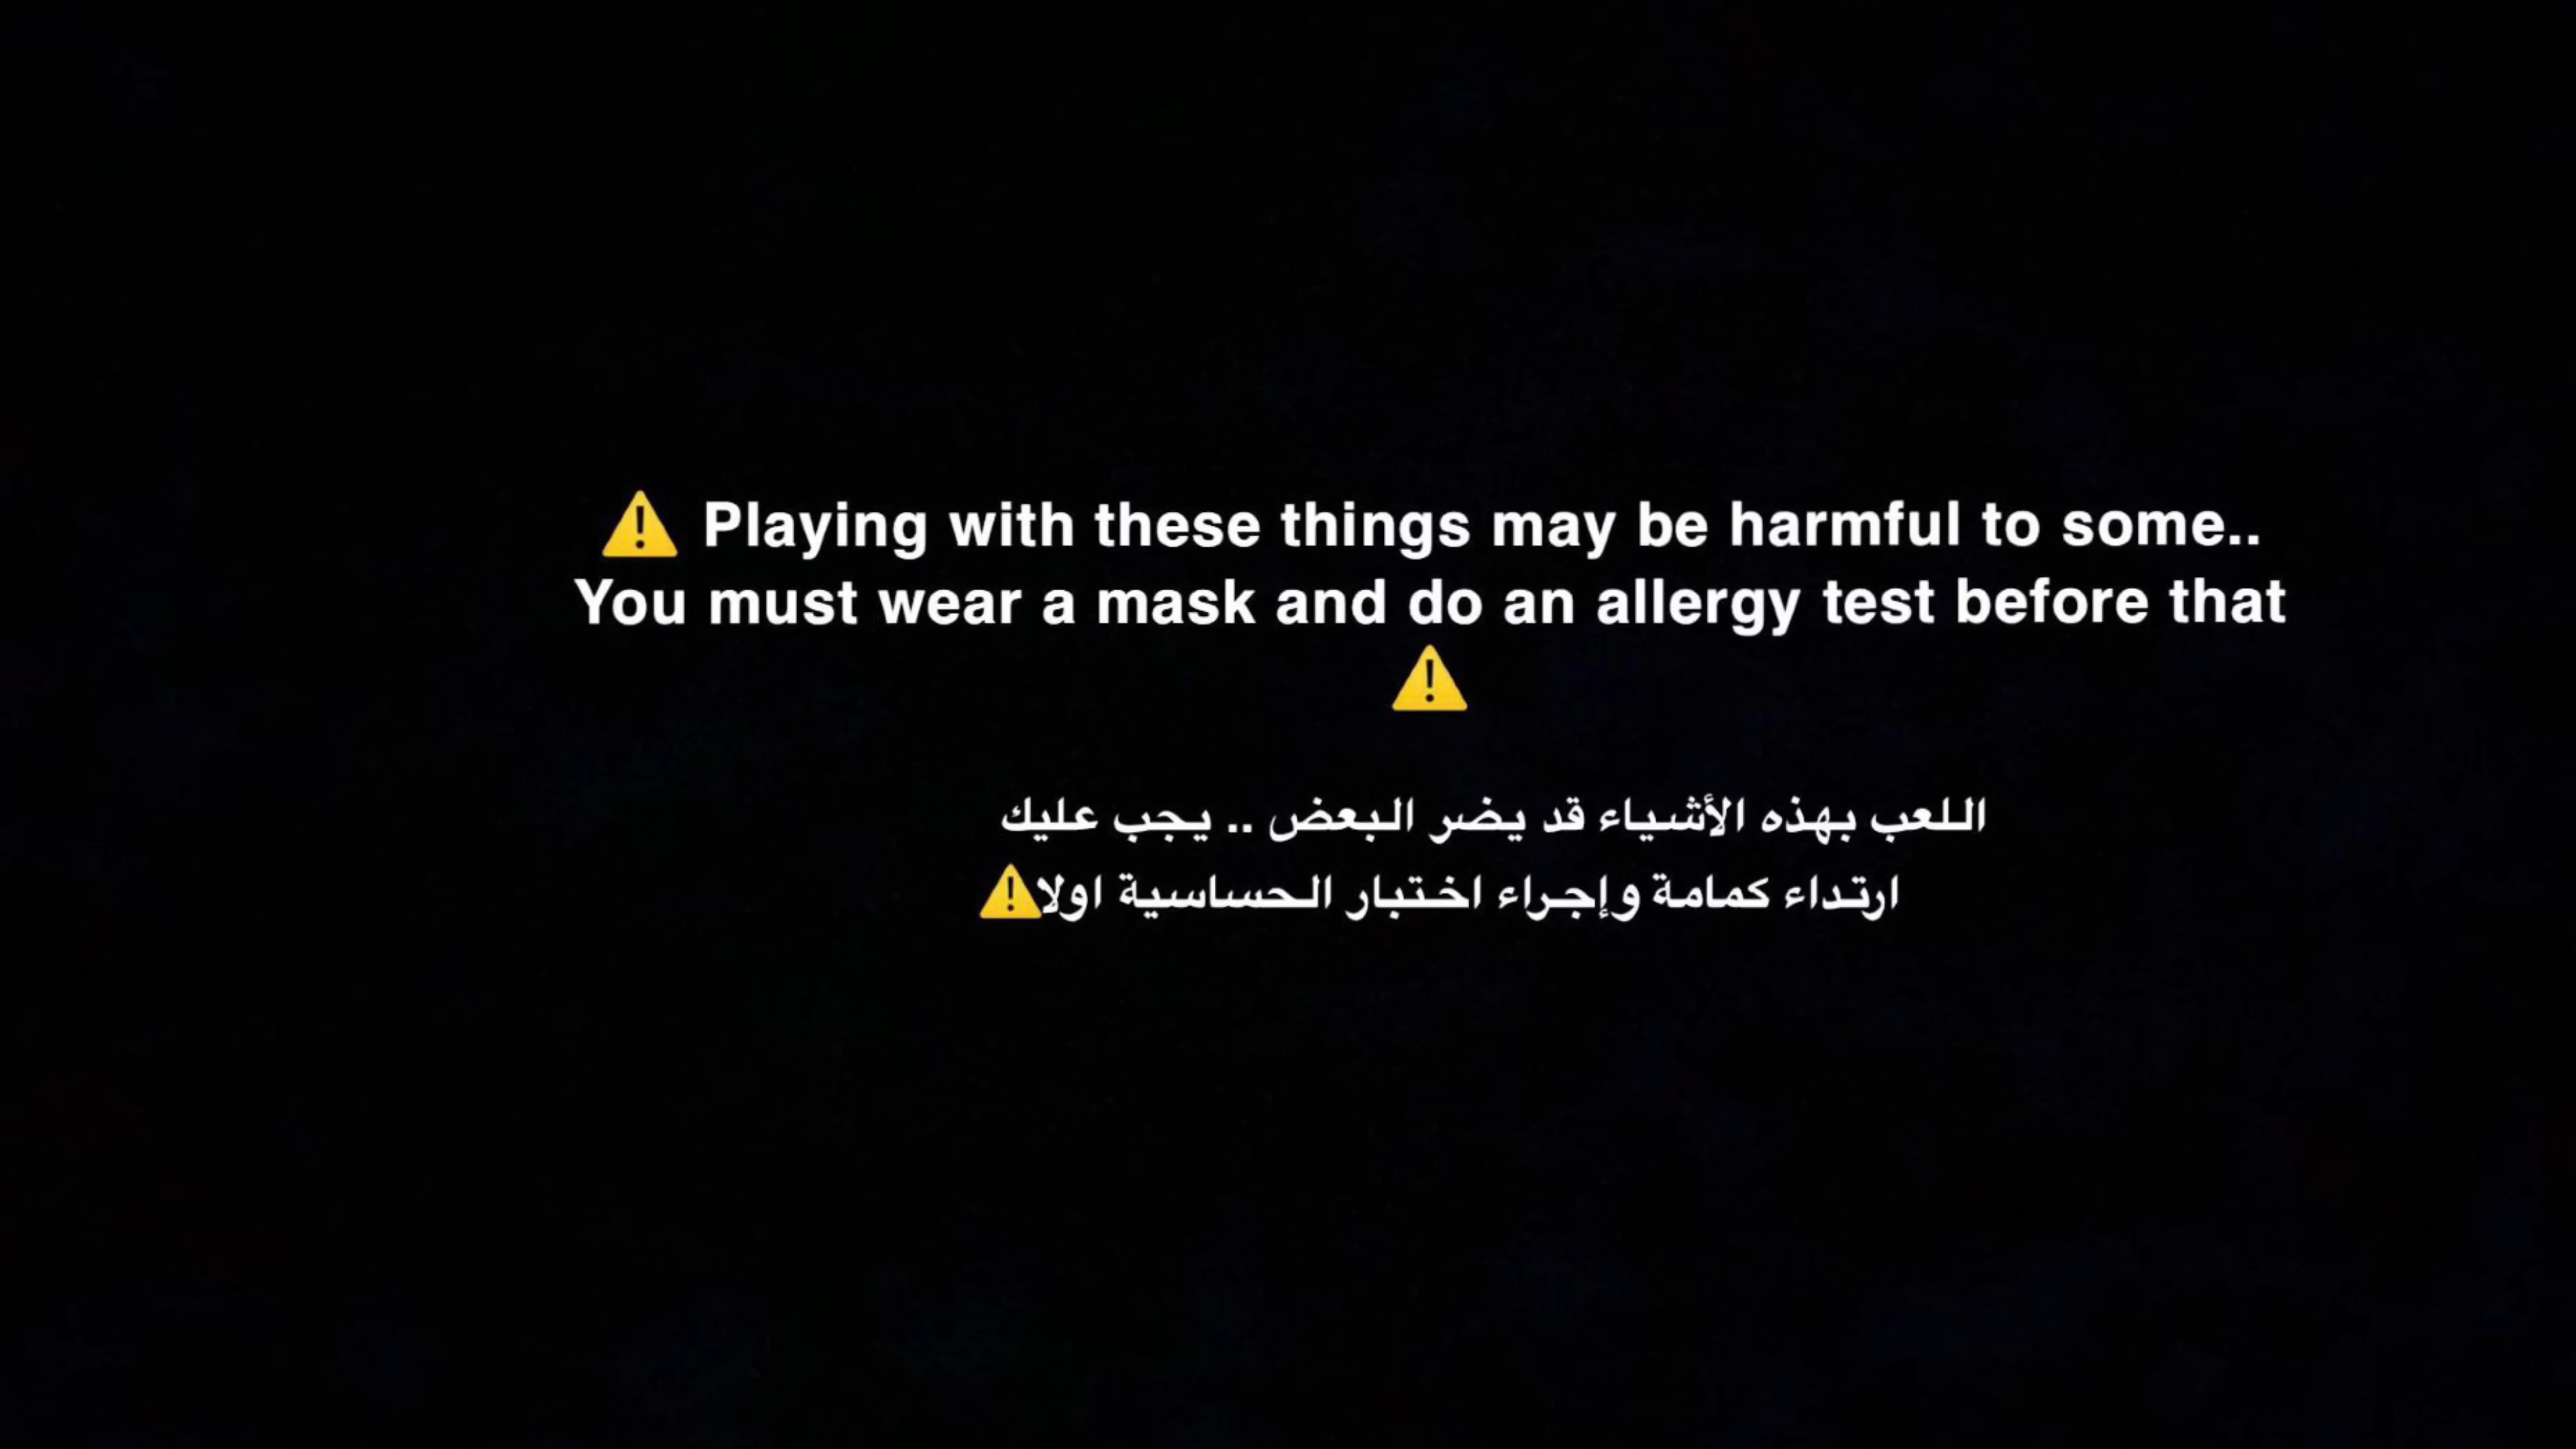 ⚠️ Playing with these things may be harmful to some..
You must wear a mask and do an allergy test before that
⚠️
اللعب بهذه الأشياء قد يضر البعض .. يجب عليك
ارتداء كمامة وإجراء اختبار الحساسية اولا⚠️